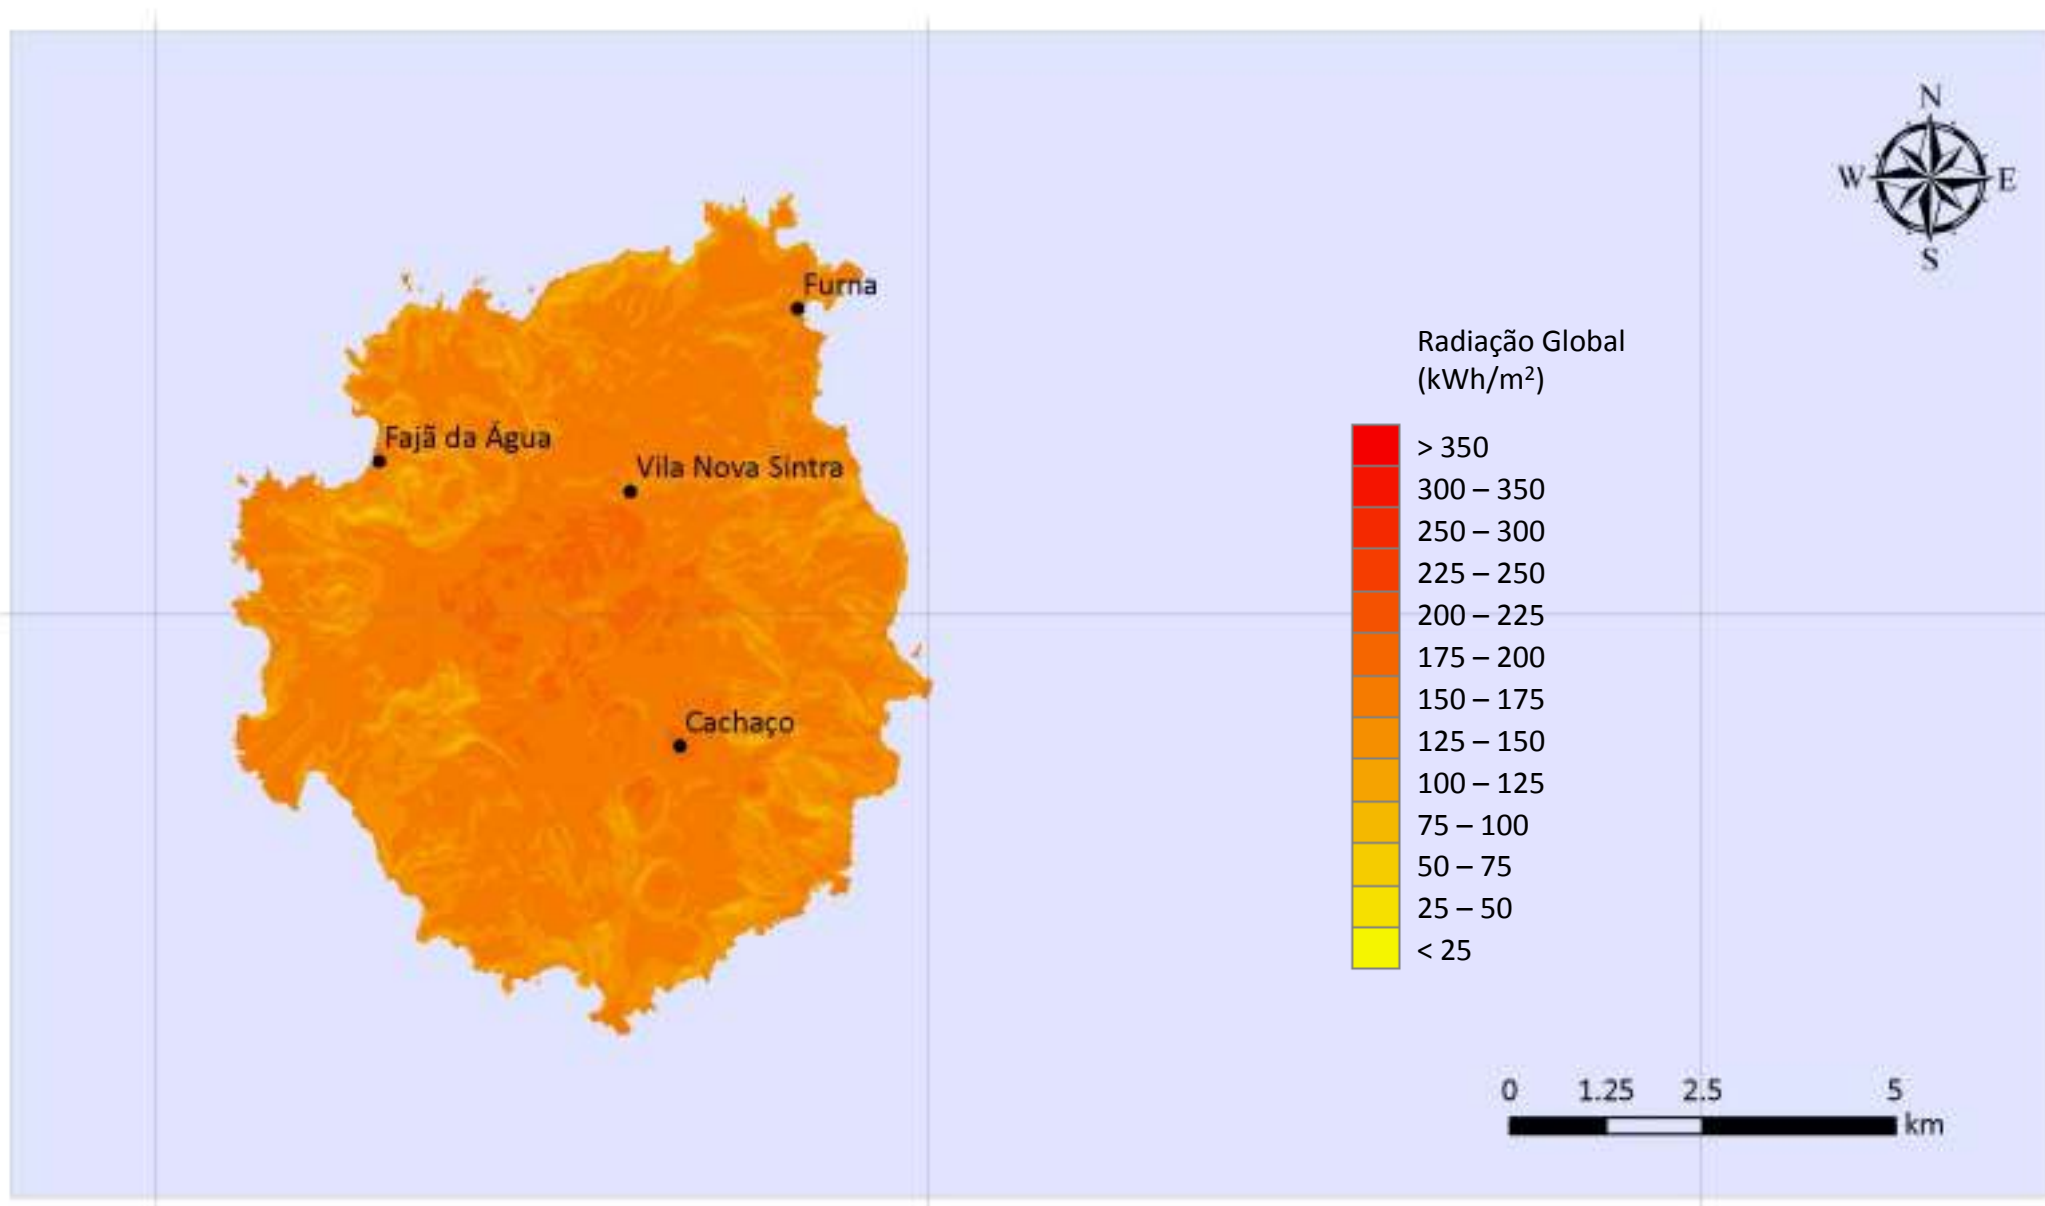 N
W
E
S
Furna
Fajã da Água
Vila Nova Sintra
Cachaço
Radiação Global
(kWh/m²)
> 350
300 – 350
250 – 300
225 – 250
200 – 225
175 – 200
150 – 175
125 – 150
100 – 125
75 – 100
50 – 75
25 – 50
< 25
0 1.25 2.5 5
km